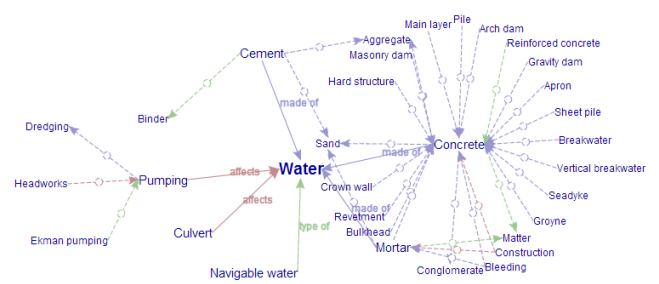 Main layer
Pile
Arch dam
Aggregate
Reinforced concrete
Cement
Masonry dam
Gravity dam
Hard structure
Apron
made of
Sheet pile
Binder
Dredging
Sand
Concrete
Breakwater
made of
Water
Vertical breakwater
affects
Headworks
Pumping
Crown wall
Seadyke
affects
made of
Revetment
Groyne
type of
Culvert
Bulkhead
Ekman pumping
Matter
Mortar
Construction
Navigable water
Conglomerate
Bleeding